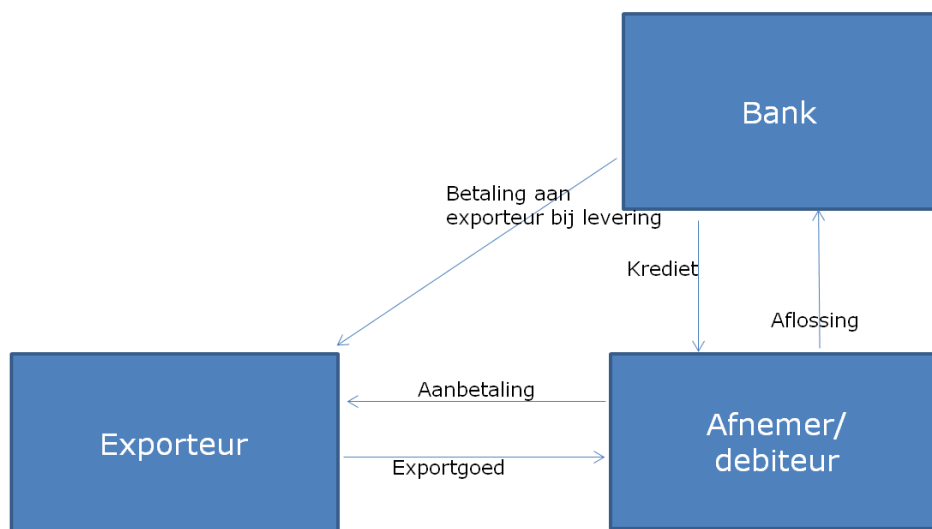 Bank
Betaling aan
exporteur bij levering
Krediet
Aflossing
Aanbetaling
Exporteur
Exportgoed
Afnemer/
debiteur